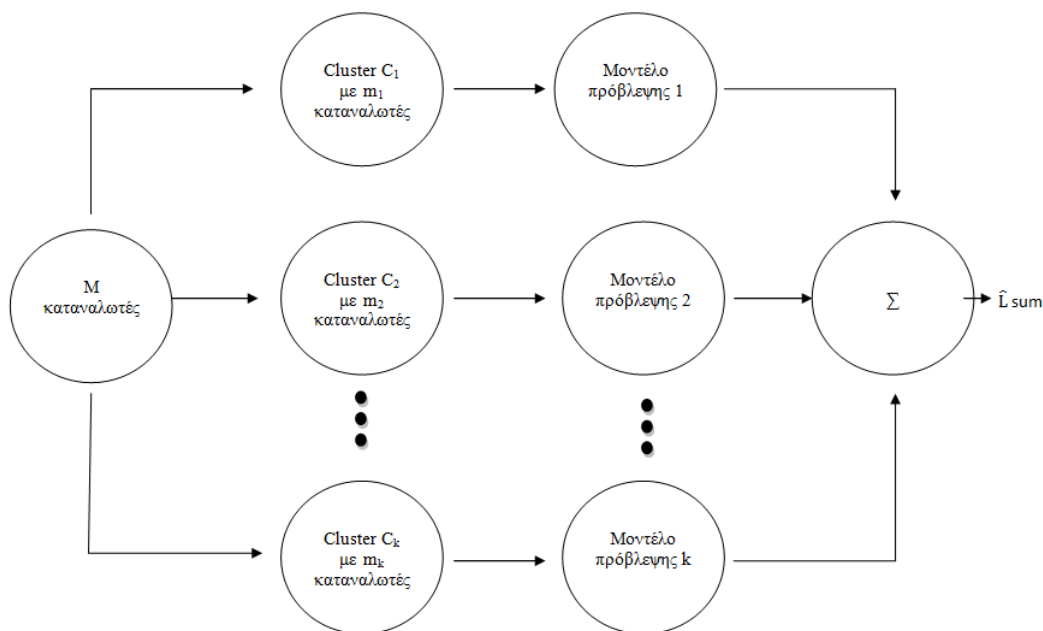 Cluster C₁
με m₁
καταναλωτές
Μοντέλο
πρόβλεψης 1
M
καταναλωτές
Cluster C₂
με m₂
καταναλωτές
Μοντέλο
πρόβλεψης 2
Σ
L̂ sum
Cluster Cₖ
με mₖ
καταναλωτές
Μοντέλο
πρόβλεψης k